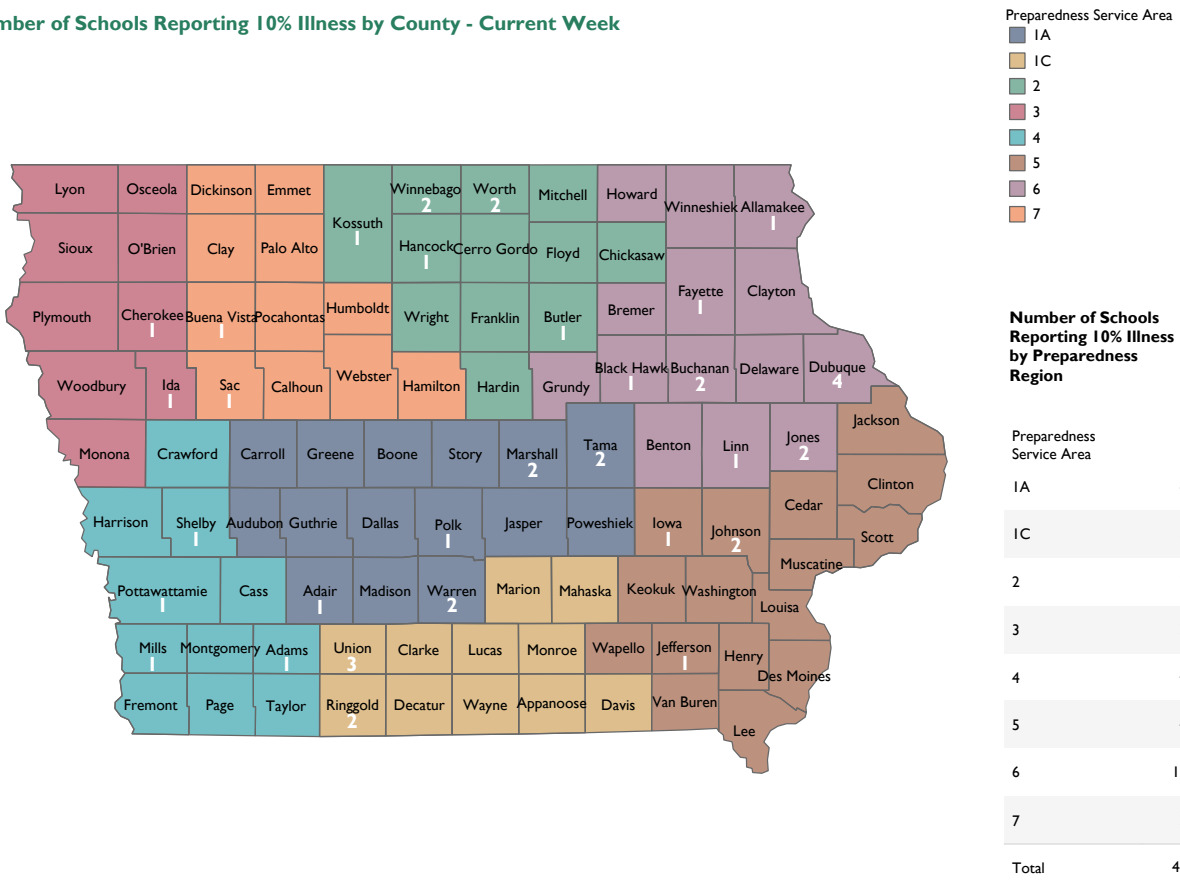 mber of Schools Reporting 10% Illness by County - Current Week
Preparedness Service Area
1A
1C
2
3
4
5
6
7
Lyon
Osceola
Dickinson
Emmet
Kossuth
1
Winnebago
2
Worth
2
Mitchell
Howard
Winneshiek
Allamakee
1
Sioux
O'Brien
Clay
Palo Alto
Hancock
1
Cerro Gordo
Floyd
Chickasaw
Plymouth
Cherokee
1
Buena Vista
1
Pocahontas
Humboldt
Wright
Franklin
Butler
1
Bremer
Fayette
1
Clayton
Woodbury
Ida
1
Sac
1
Calhoun
Webster
Hamilton
Hardin
Grundy
Black Hawk
1
Buchanan
2
Delaware
Dubuque
4
Monona
Crawford
Carroll
Greene
Boone
Story
Marshall
2
Tama
2
Benton
Linn
1
Jones
2
Jackson
Clinton
Harrison
Shelby
1
Audubon
Guthrie
Dallas
Polk
1
Jasper
Poweshiek
Iowa
1
Johnson
2
Cedar
Scott
Muscatine
Pottawattamie
1
Cass
Adair
1
Madison
Warren
2
Marion
Mahaska
Keokuk
Washington
Louisa
Mills
1
Montgomery
Adams
1
Union
3
Clarke
Lucas
Monroe
Wapello
Jefferson
1
Henry
Des Moines
Fremont
Page
Taylor
Ringgold
2
Decatur
Wayne
Appanoose
Davis
Van Buren
Lee
Number of Schools
Reporting 10% Illness
by Preparedness
Region
Preparedness
Service Area
1A
1C
2
3
4
5
6 1
7
Total 4